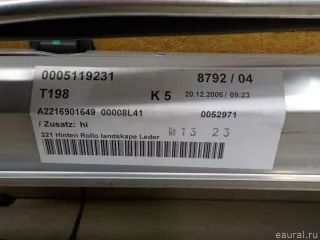 0005119231 8792 / 04
T198 K 5 20.12.2006 / 09:23
A2216901649 00008L41 0052971
/ Zusatz: hi
221 Hinten Rollo landskape Leder
M13 23
eaural.ru